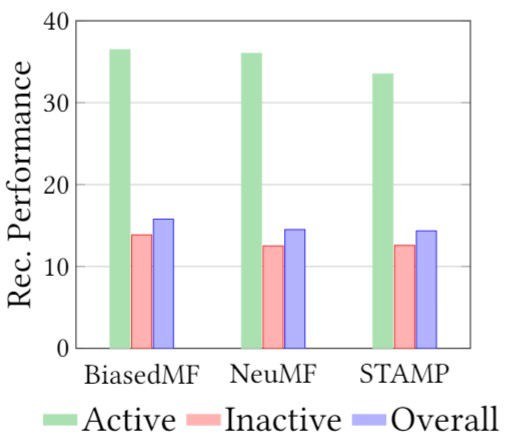 Rec. Performance
40
30
20
10
0
BiasedMF NeuMF STAMP
Active Inactive Overall